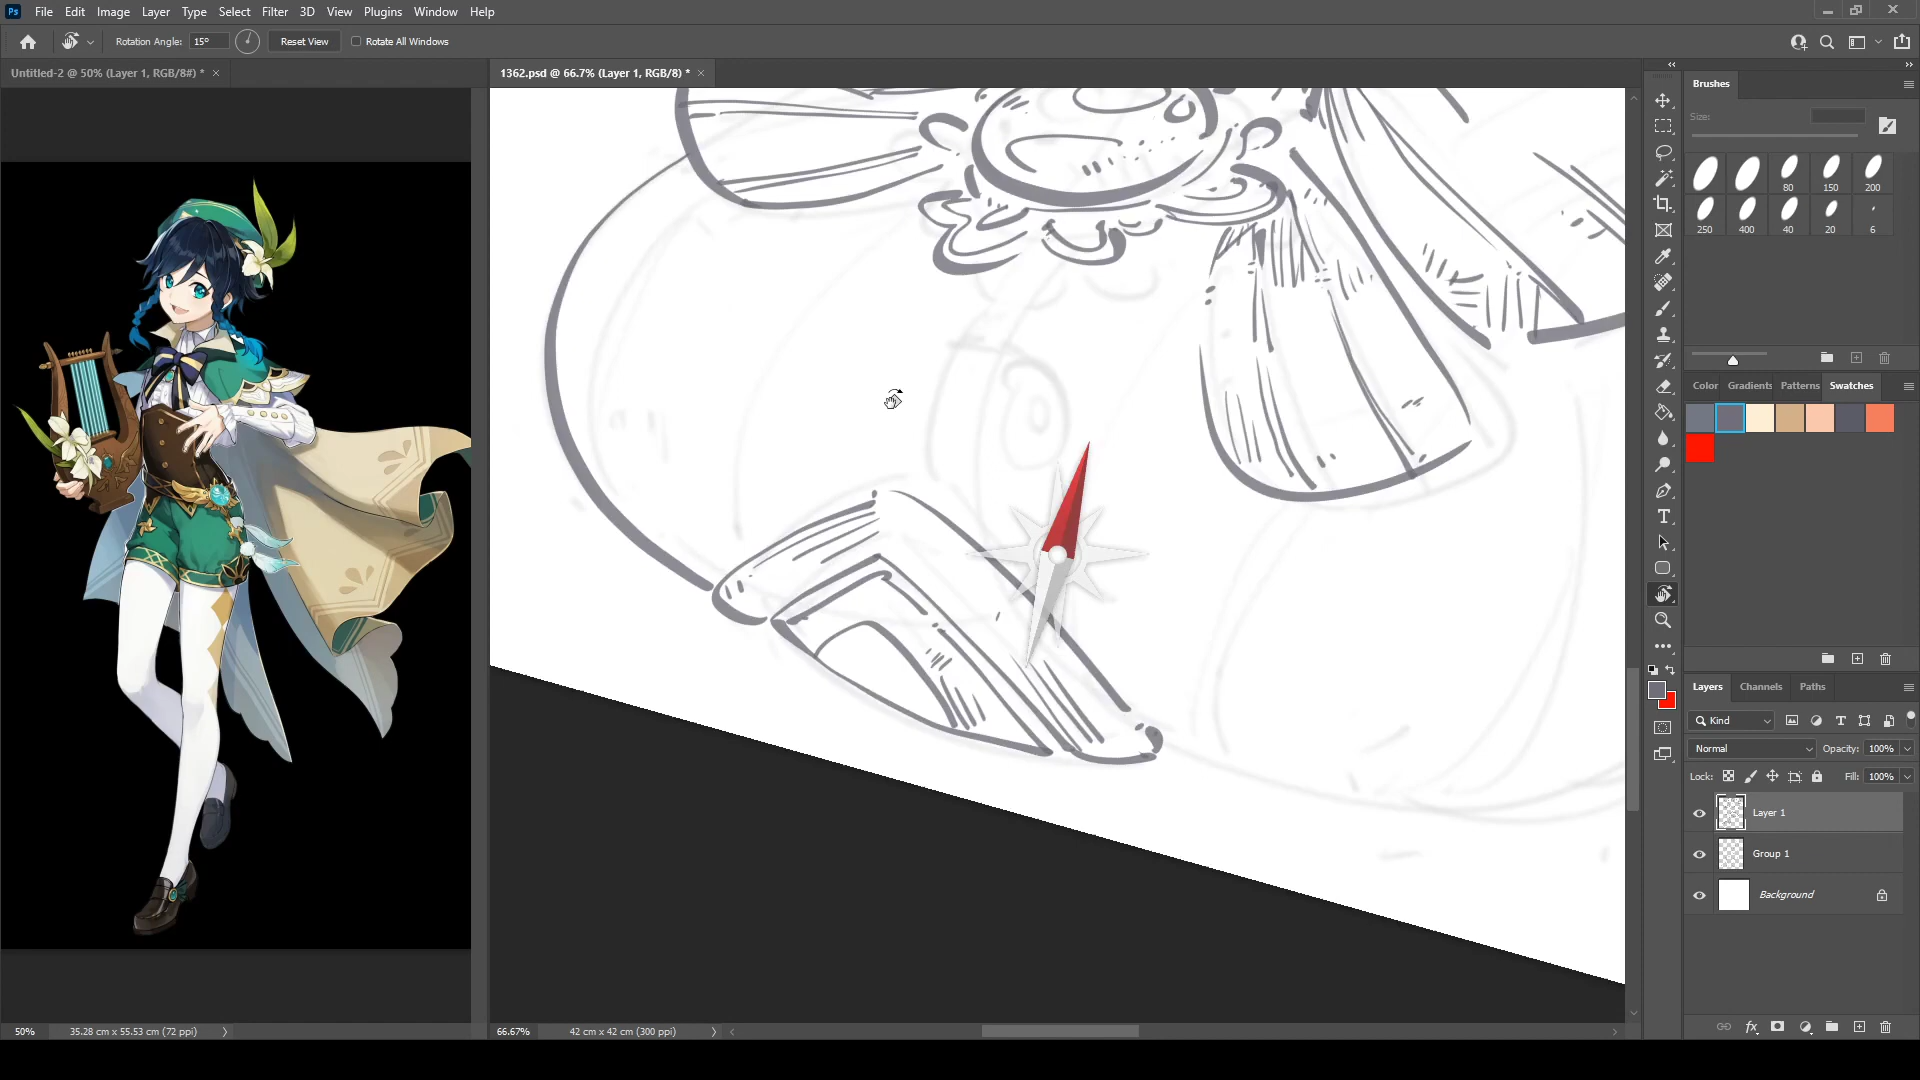 Ps File Edit Image Layer Type Select Filter 3D View Plugins Window Help
Rotation Angle: 15° Reset View Rotate All Windows
Untitled-2 @ 50% (Layer 1, RGB/8#) * ×
1362.psd @ 66.7% (Layer 1, RGB/8) * ×
Brushes
Size:
80 150 200
250 400 40 20 6
Color Gradients Patterns Swatches
Layers Channels Paths
Kind
Normal Opacity: 100%
Lock: Fill: 100%
Layer 1
Group 1
Background
50% 35.28 cm x 55.53 cm (72 ppi)
66.67% 42 cm x 42 cm (300 ppi)